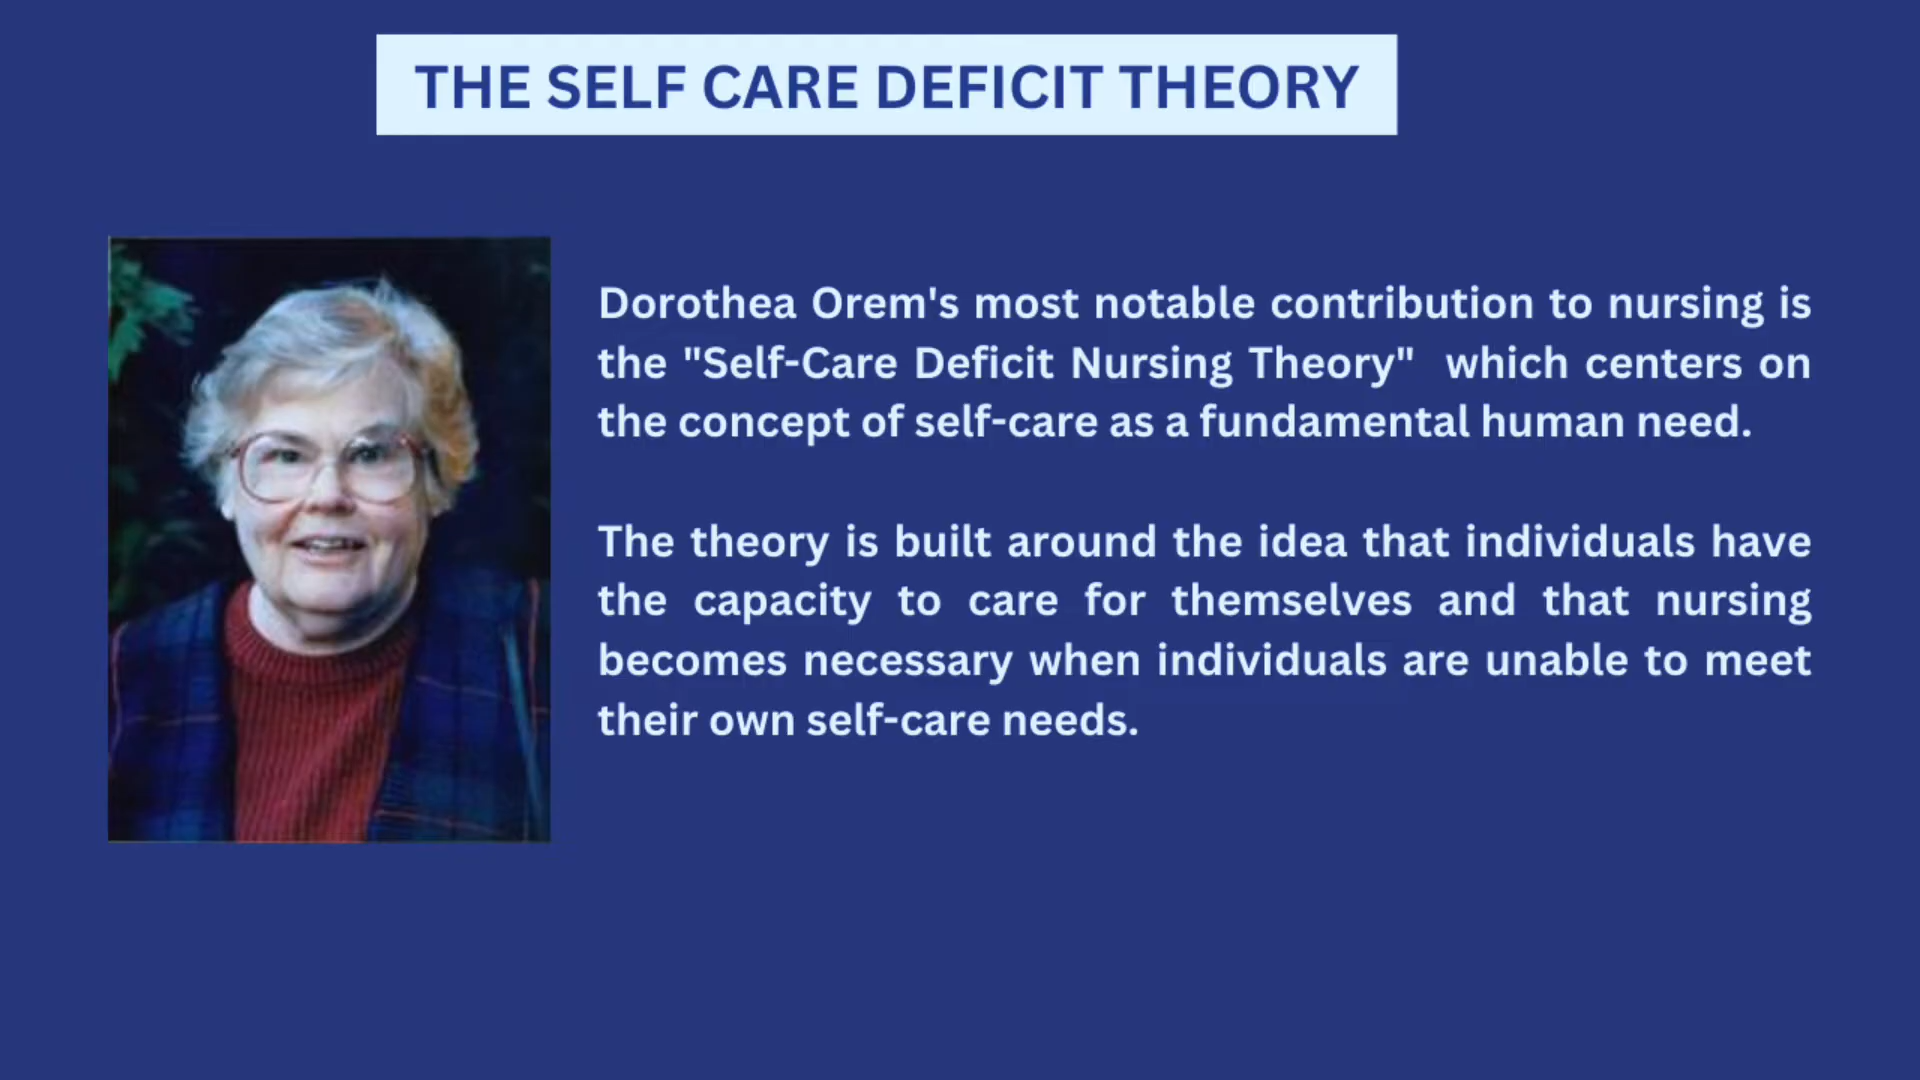 THE SELF CARE DEFICIT THEORY
Dorothea Orem's most notable contribution to nursing is
the "Self-Care Deficit Nursing Theory"  which centers on
the concept of self-care as a fundamental human need.
The theory is built around the idea that individuals have
the capacity to care for themselves and that nursing
becomes necessary when individuals are unable to meet
their own self-care needs.